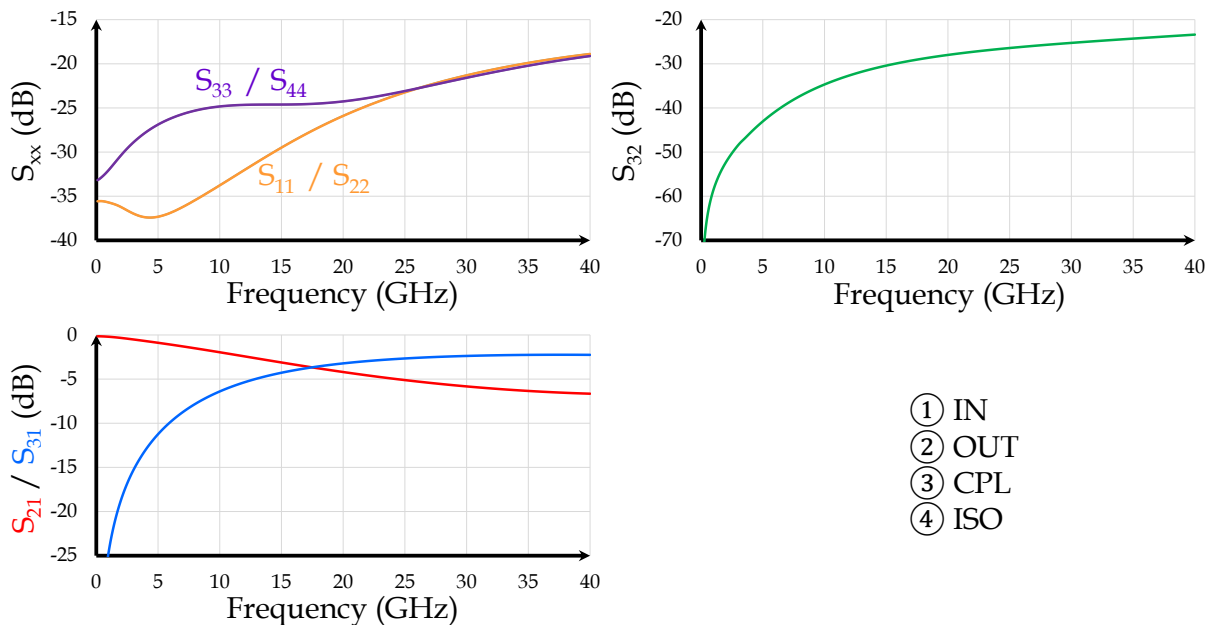 -15
-20
-25
-30
-35
-40
S₃₃ / S₄₄
S₁₁ / S₂₂
Sₓₓ (dB)
0 5 10 15 20 25 30 35 40
Frequency (GHz)
-20
-30
-40
-50
-60
-70
S₃₂ (dB)
0 5 10 15 20 25 30 35 40
Frequency (GHz)
0
-5
-10
-15
-20
-25
S₂₁ / S₃₁ (dB)
0 5 10 15 20 25 30 35 40
Frequency (GHz)
① IN
② OUT
③ CPL
④ ISO